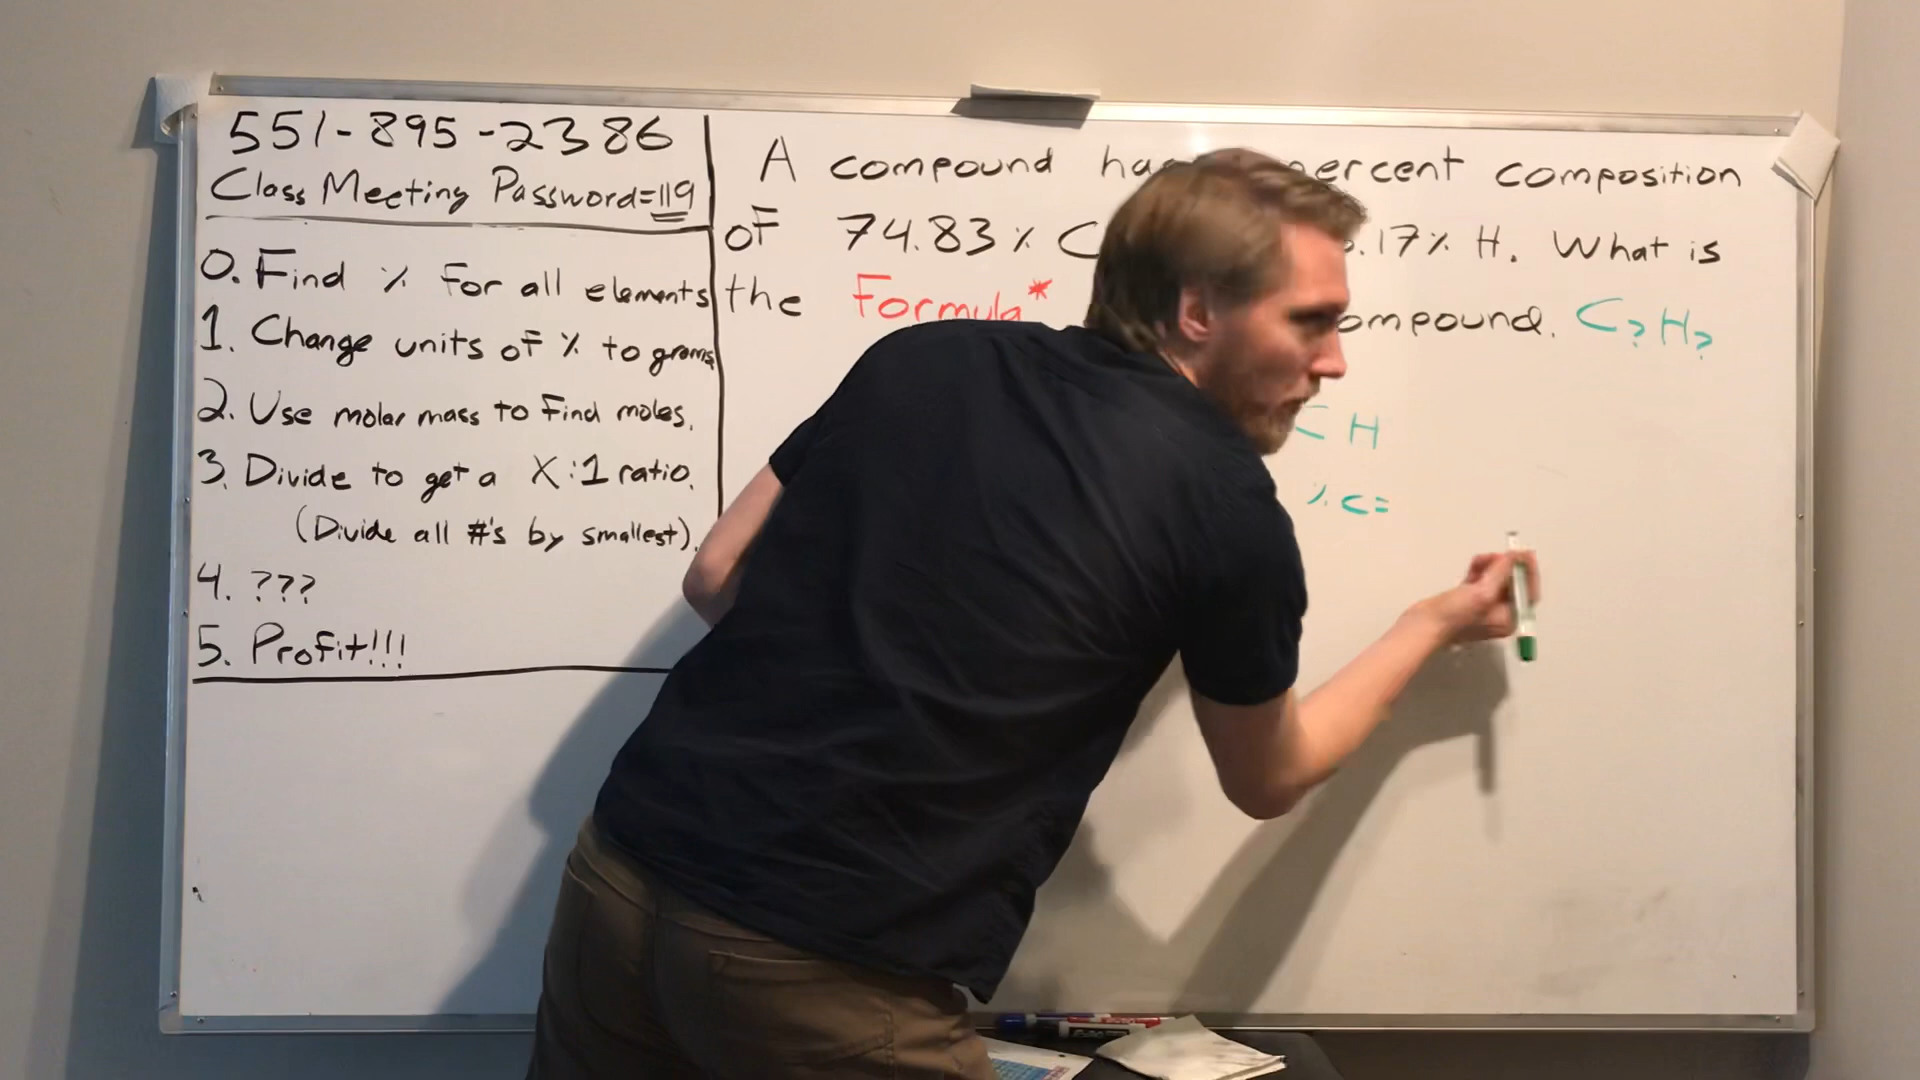 551-895-2386
Class Meeting Password=119
0. Find % for all elements
1. Change units of % to grams
2. Use molar mass to find moles.
3. Divide to get a X:1 ratio.
(Divide all #'s by smallest).
4. ???
5. Profit!!!
A compound percent composition
of 74.83% C .17% H. What is
the Formula* ompound. C?H?
C H
% C=